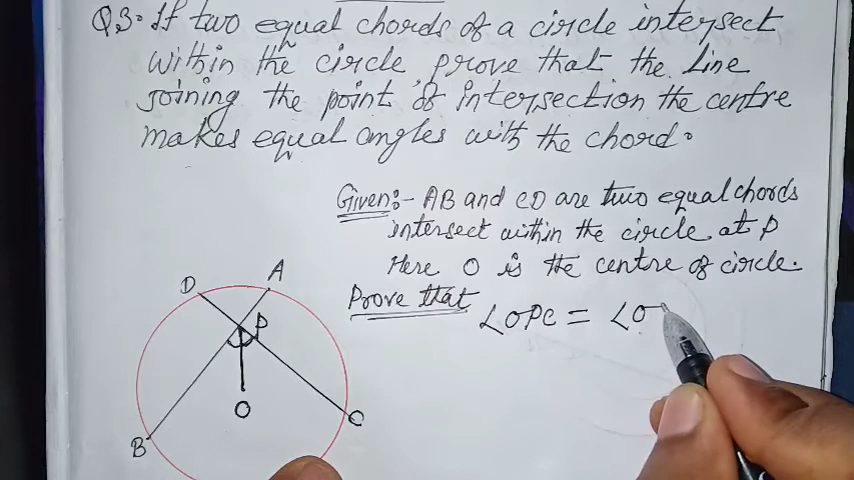 Q3. If two equal chords of a circle intersect
within the circle, prove that the line
joining the point of intersection the centre
makes equal angles with the chord.
Given:- AB and CD are two equal chords
intersect within the circle at P
Here O is the centre of circle.
Prove that ∠OPC = ∠O
D
A
P
O
C
B